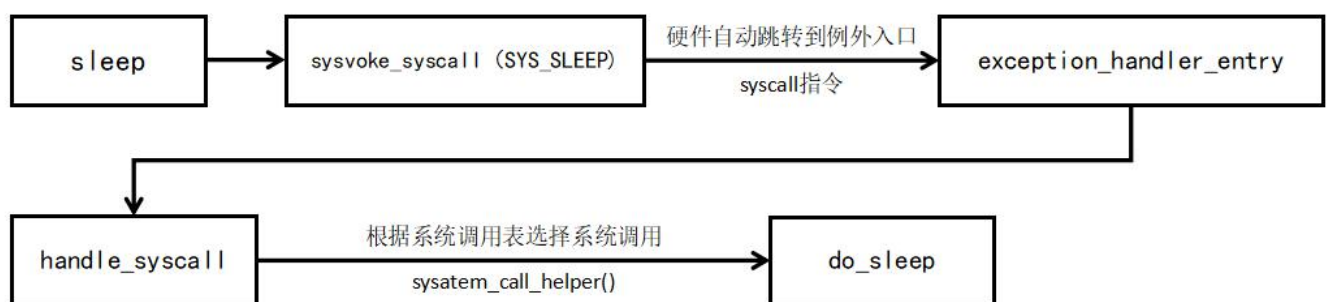 sleep
sysvoke_syscall (SYS_SLEEP)
硬件自动跳转到例外入口
syscall指令
exception_handler_entry
handle_syscall
根据系统调用表选择系统调用
sysatem_call_helper()
do_sleep